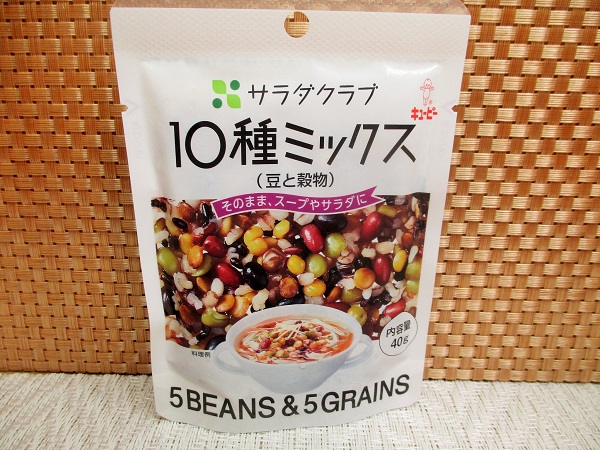 サラダクラブ
キユーピー
10種ミックス
(豆と穀物)
そのまま、スープやサラダに
内容量
40g
料理例
5BEANS & 5GRAINS